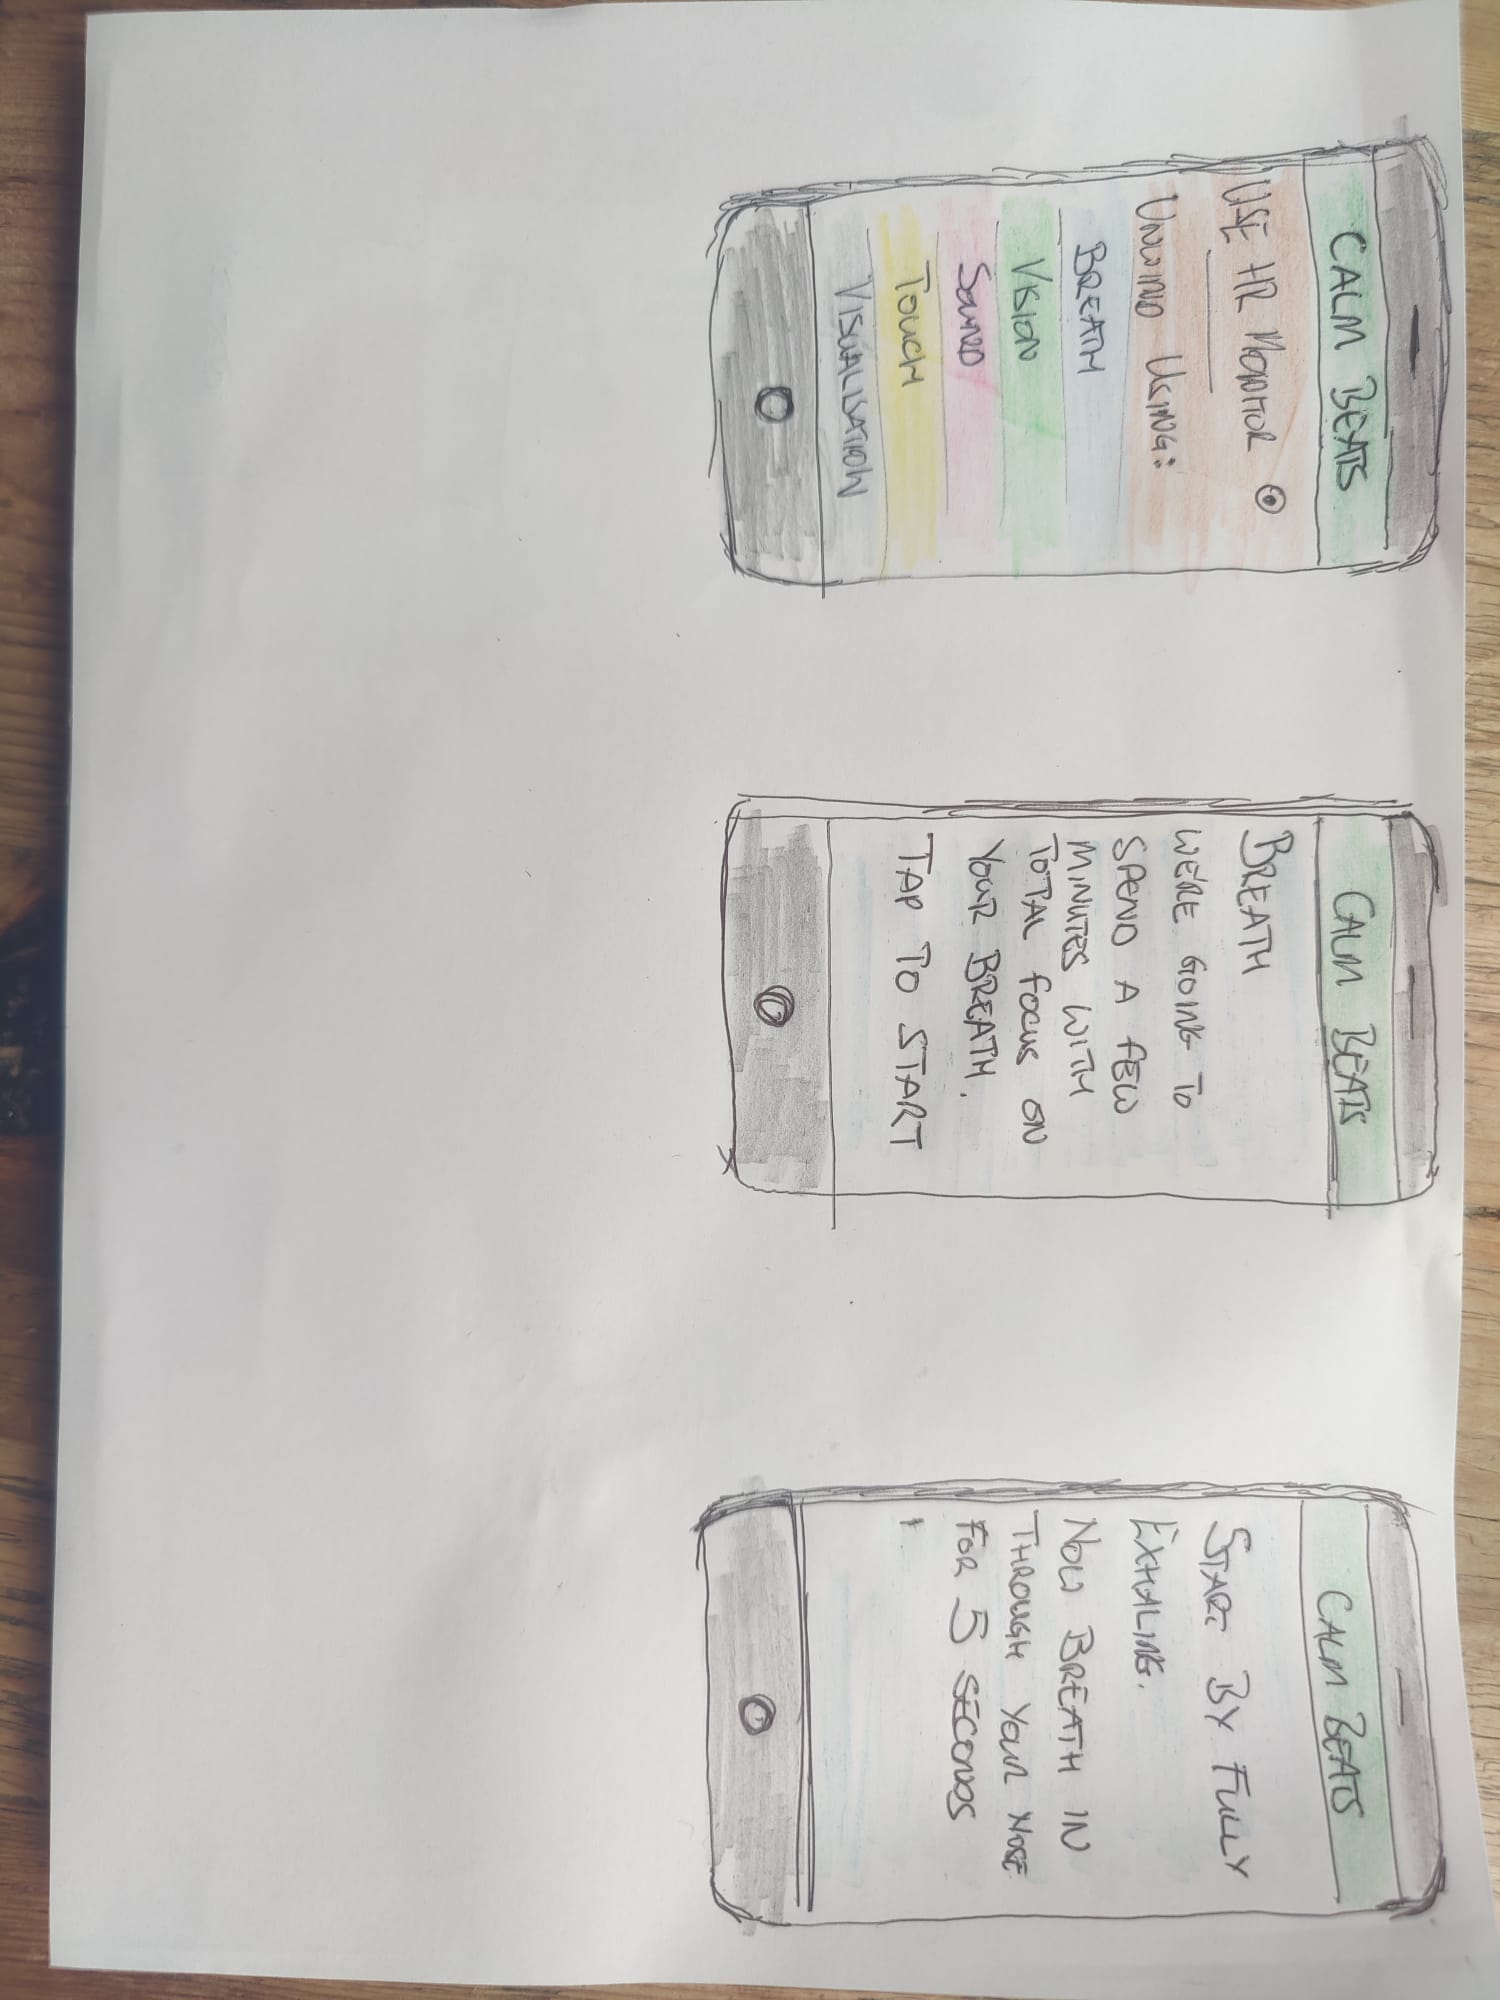 CALM BEATS
USE HR MONITOR
UNWIND USING:
BREATH
VISION
SOUND
TOUCH
VISUALISATION
CALM BEATS
BREATH
WE'RE GOING TO
SPEND A FEW
MINUTES WITH
TOTAL FOCUS ON
YOUR BREATH.
TAP TO START
CALM BEATS
START BY FULLY
EXHALING.
NOW BREATH IN
THROUGH YOUR NOSE
FOR 5 SECONDS